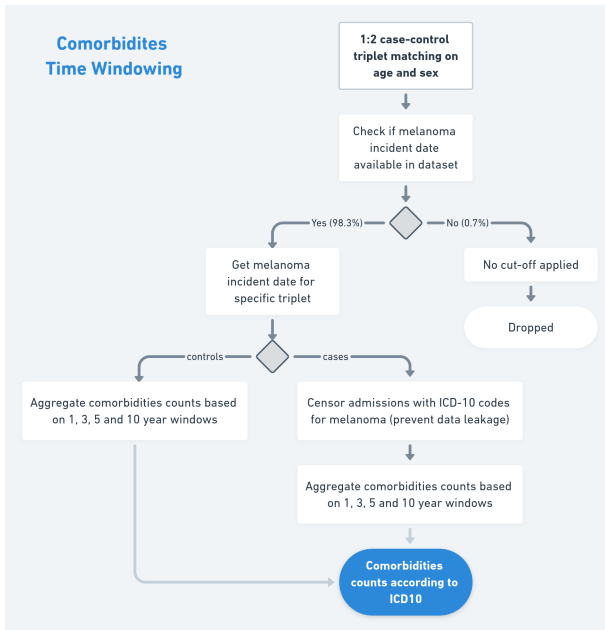 Comorbidites
Time Windowing
1:2 case-control
triplet matching on
age and sex
Check if melanoma
incident date
available in dataset
Yes (98.3%)
No (0.7%)
Get melanoma
incident date for
specific triplet
No cut-off applied
Dropped
controls
cases
Aggregate comorbidities counts based
on 1, 3, 5 and 10 year windows
Censor admissions with ICD-10 codes
for melanoma (prevent data leakage)
Aggregate comorbidities counts based
on 1, 3, 5 and 10 year windows
Comorbidities
counts according to
ICD10